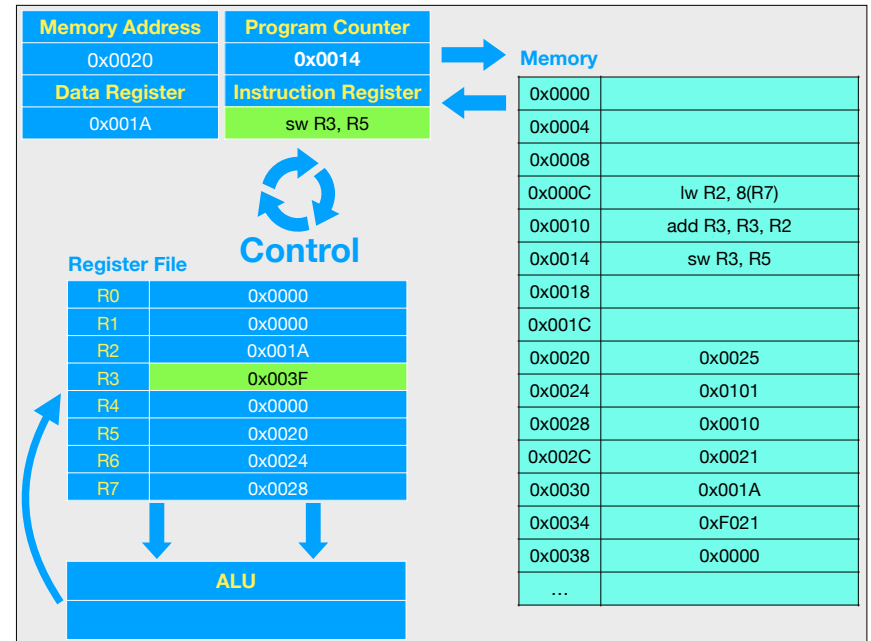 Memory Address Program Counter
0x0020 0x0014
Data Register Instruction Register
0x001A sw R3, R5
Control
Register File
R0 0x0000
R1 0x0000
R2 0x001A
R3 0x003F
R4 0x0000
R5 0x0020
R6 0x0024
R7 0x0028
ALU
Memory
0x0000
0x0004
0x0008
0x000C lw R2, 8(R7)
0x0010 add R3, R3, R2
0x0014 sw R3, R5
0x0018
0x001C
0x0020 0x0025
0x0024 0x0101
0x0028 0x0010
0x002C 0x0021
0x0030 0x001A
0x0034 0xF021
0x0038 0x0000
…